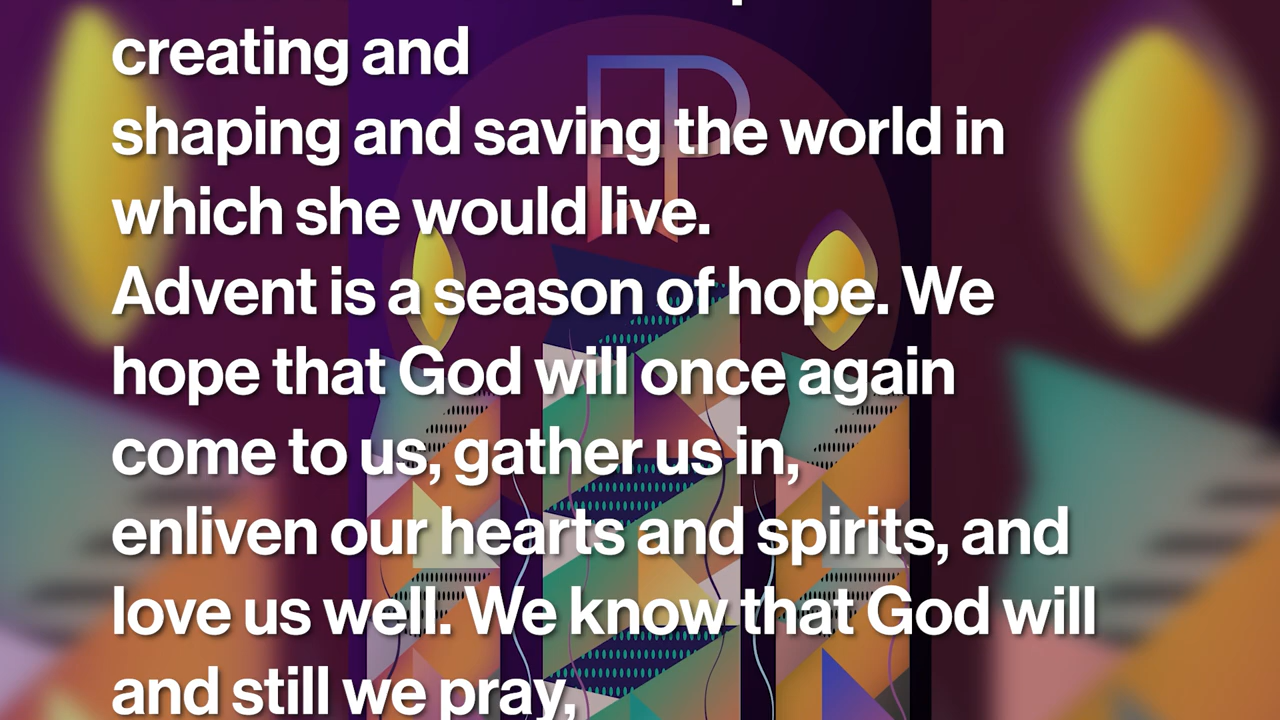 creating and
shaping and saving the world in
which she would live.
Advent is a season of hope. We
hope that God will once again
come to us, gather us in,
enliven our hearts and spirits, and
love us well. We know that God will
and still we pray,